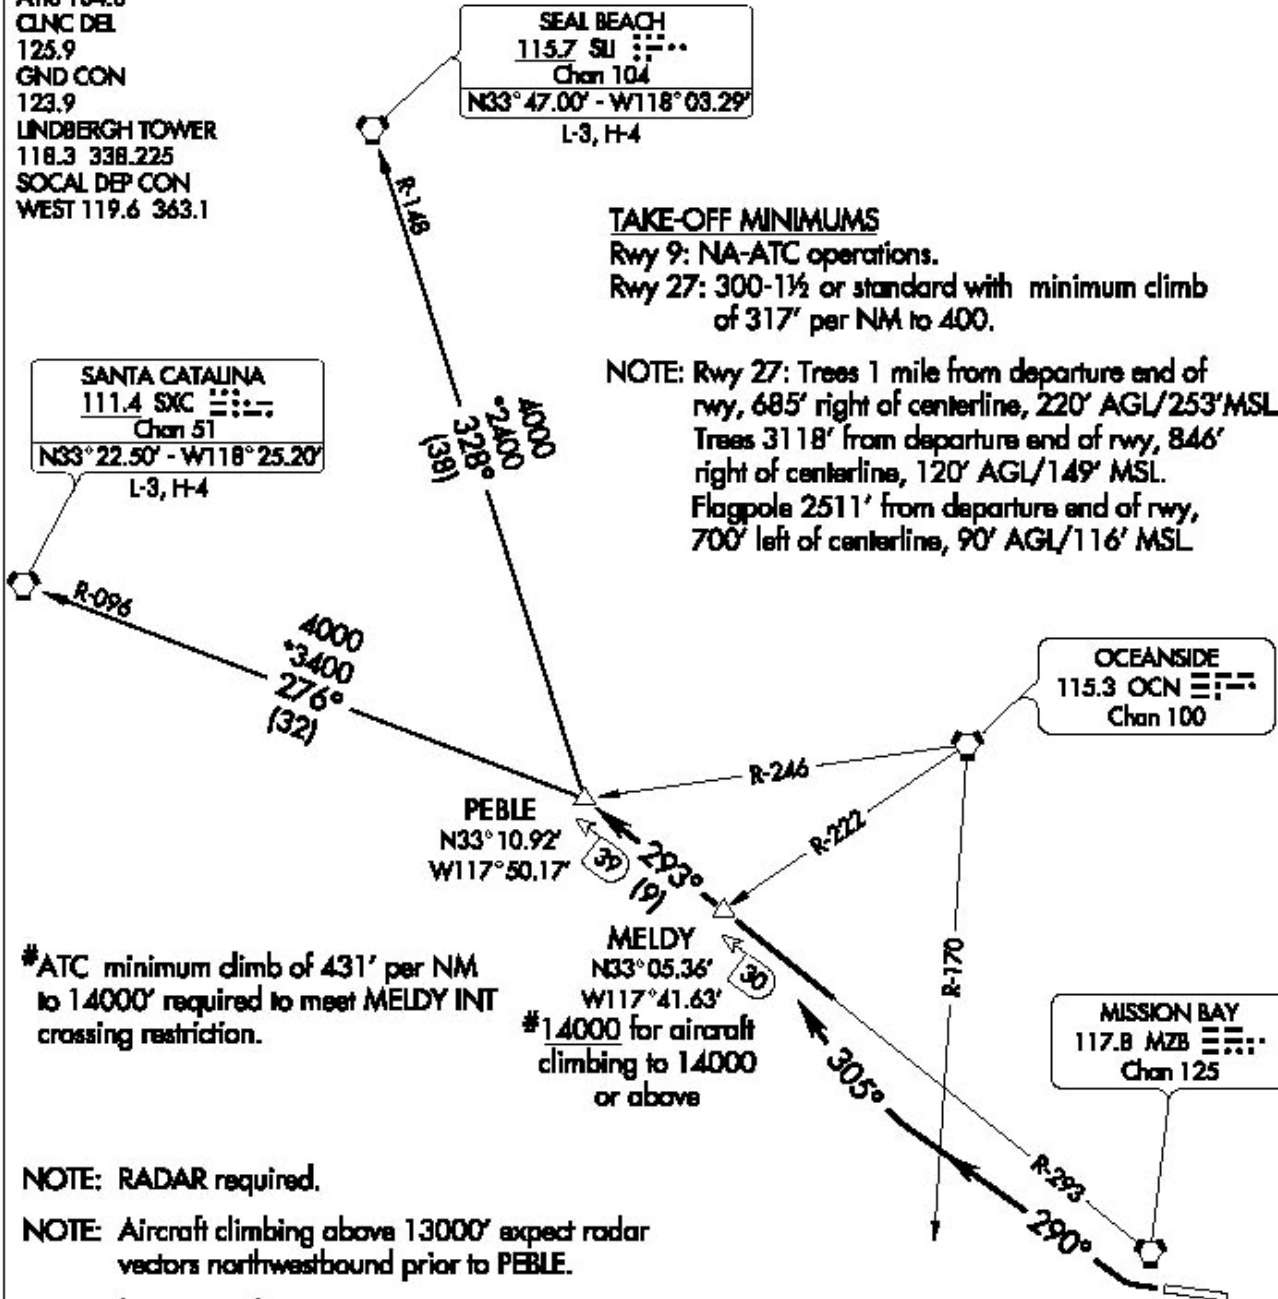 CLNC DEL
125.9
GND CON
123.9
LINDBERGH TOWER
118.3 338.225
SOCAL DEP CON
WEST 119.6 363.1
SEAL BEACH
115.7 SLI
Chan 104
N33°47.00' - W118°03.29'
L-3, H-4
R-148
TAKE-OFF MINIMUMS
Rwy 9: NA-ATC operations.
Rwy 27: 300-1½ or standard with minimum climb
of 317' per NM to 400.
NOTE: Rwy 27: Trees 1 mile from departure end of
rwy, 685' right of centerline, 220' AGL/253'MSL
Trees 3118' from departure end of rwy, 846'
right of centerline, 120' AGL/149' MSL.
Flagpole 2511' from departure end of rwy,
700' left of centerline, 90' AGL/116' MSL
SANTA CATALINA
111.4 SXC
Chan 51
N33°22.50' - W118°25.20'
L-3, H-4
4000
*2400
328°
(38)
R-096
4000
*3400
276°
(32)
OCEANSIDE
115.3 OCN
Chan 100
R-246
R-222
R-170
PEBLE
N33°10.92'
W117°50.17'
39
293°
(9)
MELDY
N33°05.36'
W117°41.63'
30
#14000 for aircraft
climbing to 14000
or above
#ATC minimum climb of 431' per NM
to 14000' required to meet MELDY INT
crossing restriction.
MISSION BAY
117.8 MZB
Chan 125
305°
R-293
290°
NOTE: RADAR required.
NOTE: Aircraft climbing above 13000' expect radar
vectors northwestbound prior to PEBLE.